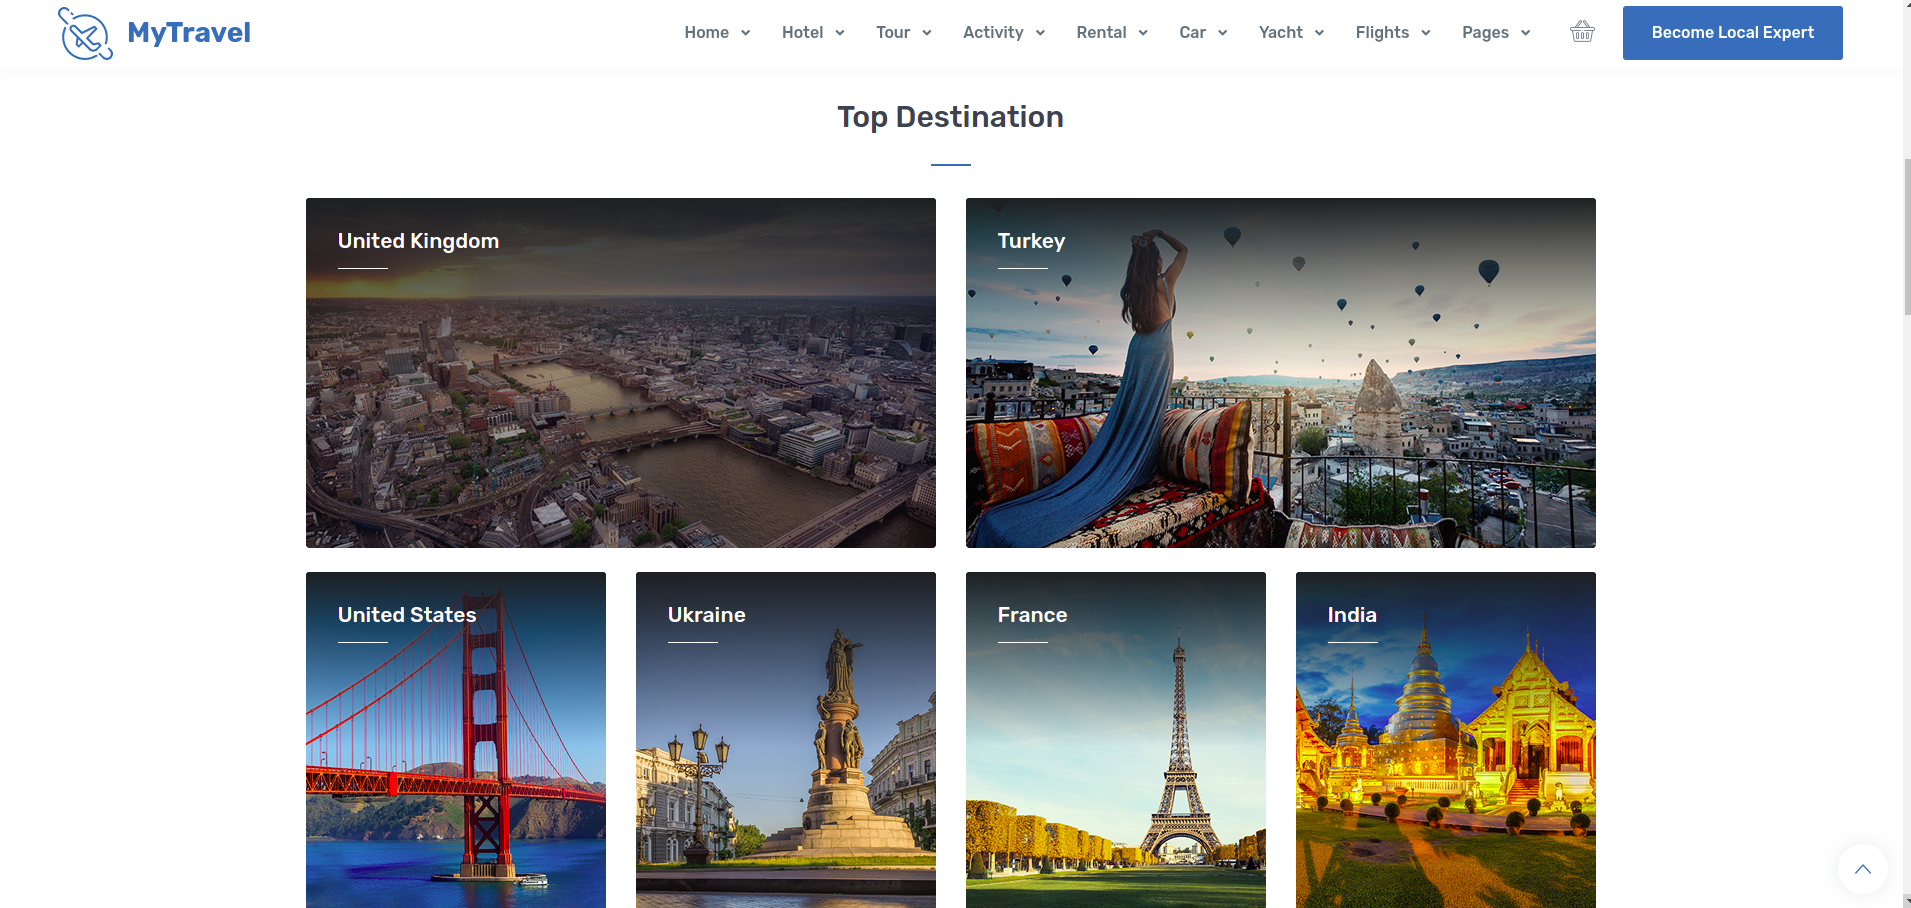 MyTravel
Home Hotel Tour Activity Rental Car Yacht Flights Pages Become Local Expert
Top Destination
United Kingdom
Turkey
United States
Ukraine
France
India